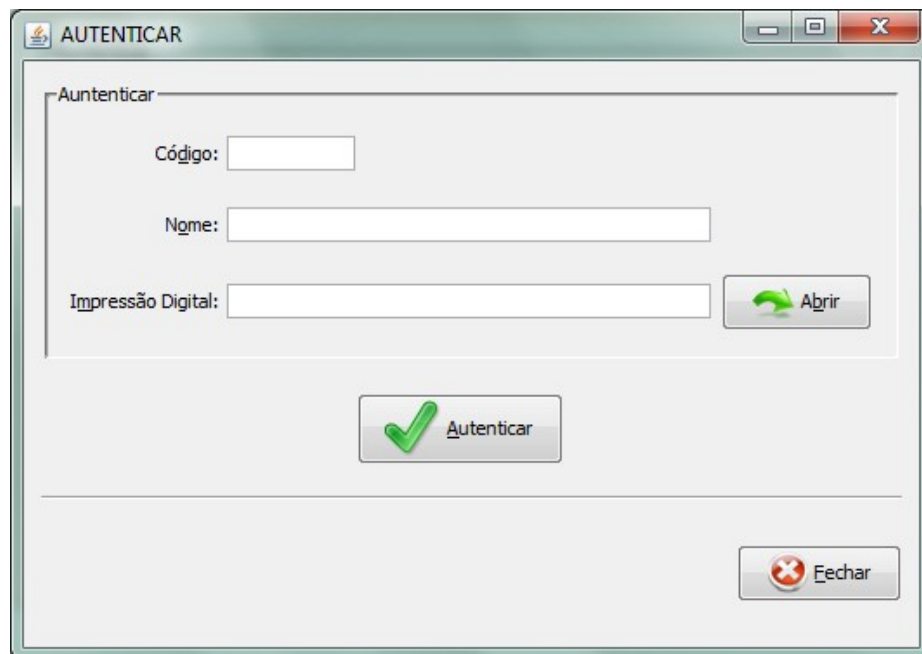 AUTENTICAR
Auntenticar
Código:
Nome:
Impressão Digital:
Abrir
Autenticar
Fechar